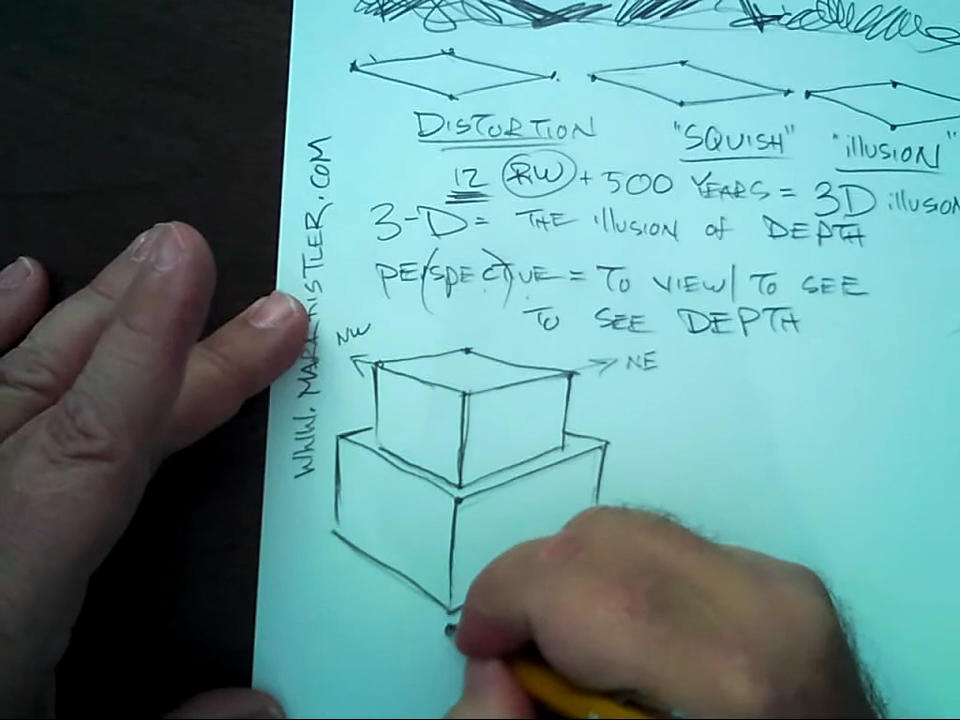 DISTORTION "SQUISH" "illUSION"
12 RW + 500 YEARS = 3D illUSION
3-D = THE illUSION of DEPTH
PERSPECTIVE = TO VIEW/ TO SEE
TO SEE DEPTH
NW
NE
WWW.MARKKISTLER.COM